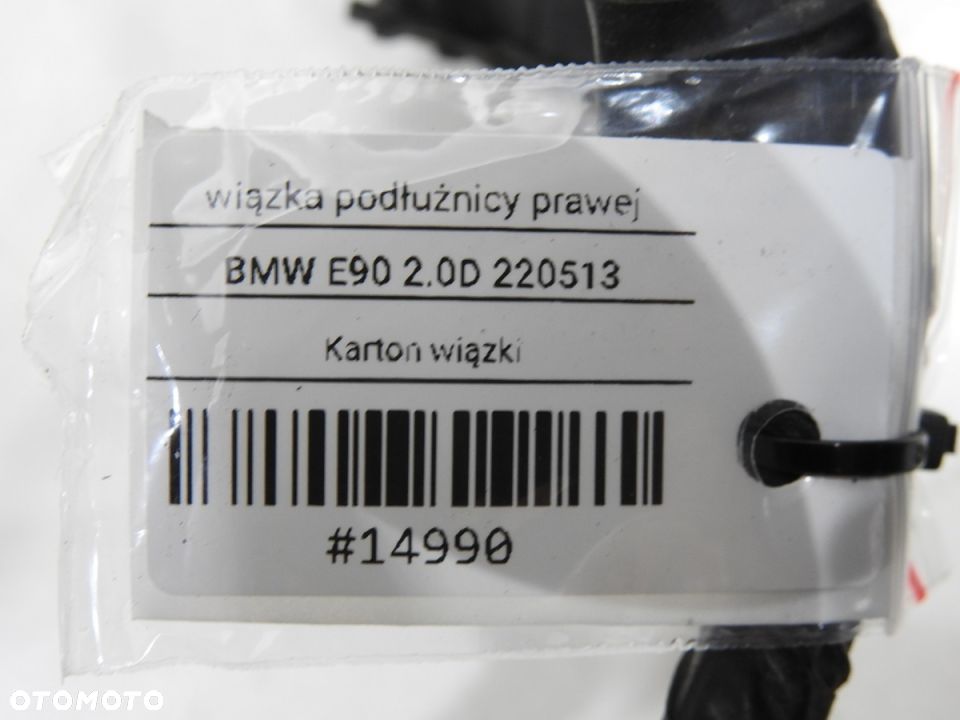 wiązka podłużnicy prawej
BMW E90 2.0D 220513
Karton wiązki
#14990
OTOMOTO